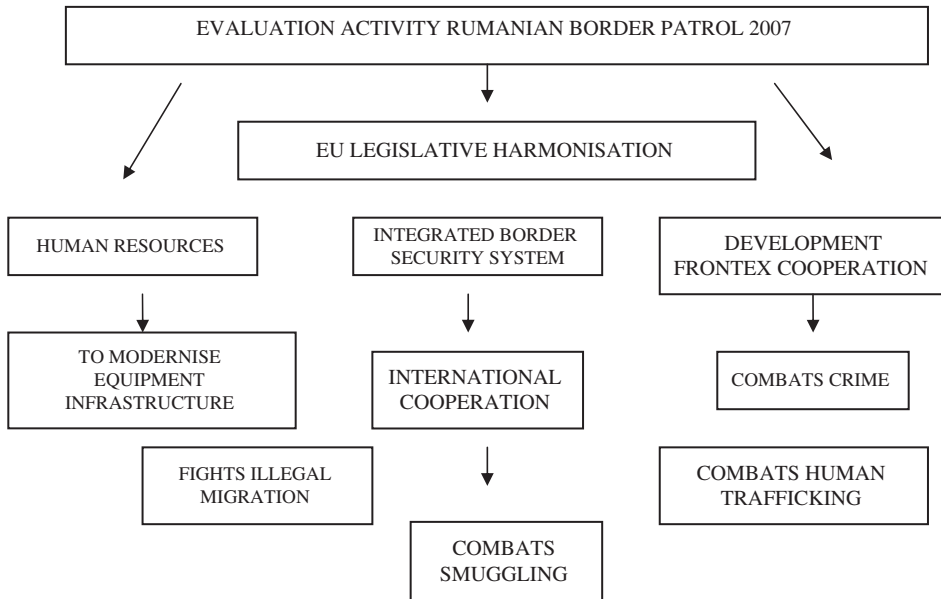 EVALUATION ACTIVITY RUMANIAN BORDER PATROL 2007
EU LEGISLATIVE HARMONISATION
HUMAN RESOURCES
INTEGRATED BORDER
SECURITY SYSTEM
DEVELOPMENT
FRONTEX COOPERATION
TO MODERNISE
EQUIPMENT
INFRASTRUCTURE
INTERNATIONAL
COOPERATION
COMBATS CRIME
FIGHTS ILLEGAL
MIGRATION
COMBATS HUMAN
TRAFFICKING
COMBATS
SMUGGLING